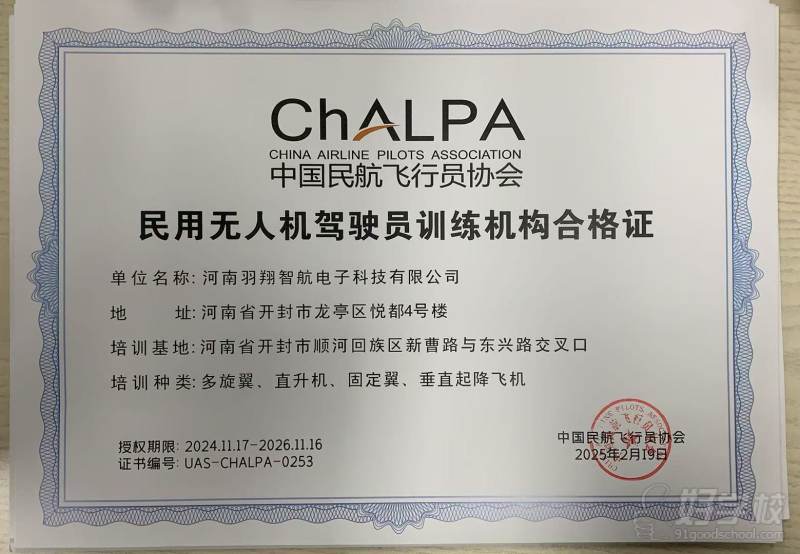 ChALPA
CHINA AIRLINE PILOTS ASSOCIATION
中国民航飞行员协会
民用无人机驾驶员训练机构合格证
单位名称: 河南羽翔智航电子科技有限公司
地 址: 河南省开封市龙亭区悦都4号楼
培训基地: 河南省开封市顺河回族区新曹路与东兴路交叉口
培训种类: 多旋翼、直升机、固定翼、垂直起降飞机
授权期限: 2024.11.17-2026.11.16
证书编号: UAS-CHALPA-0253
中国民航飞行员协会
2025年2月19日
好学校
91goodschool.com